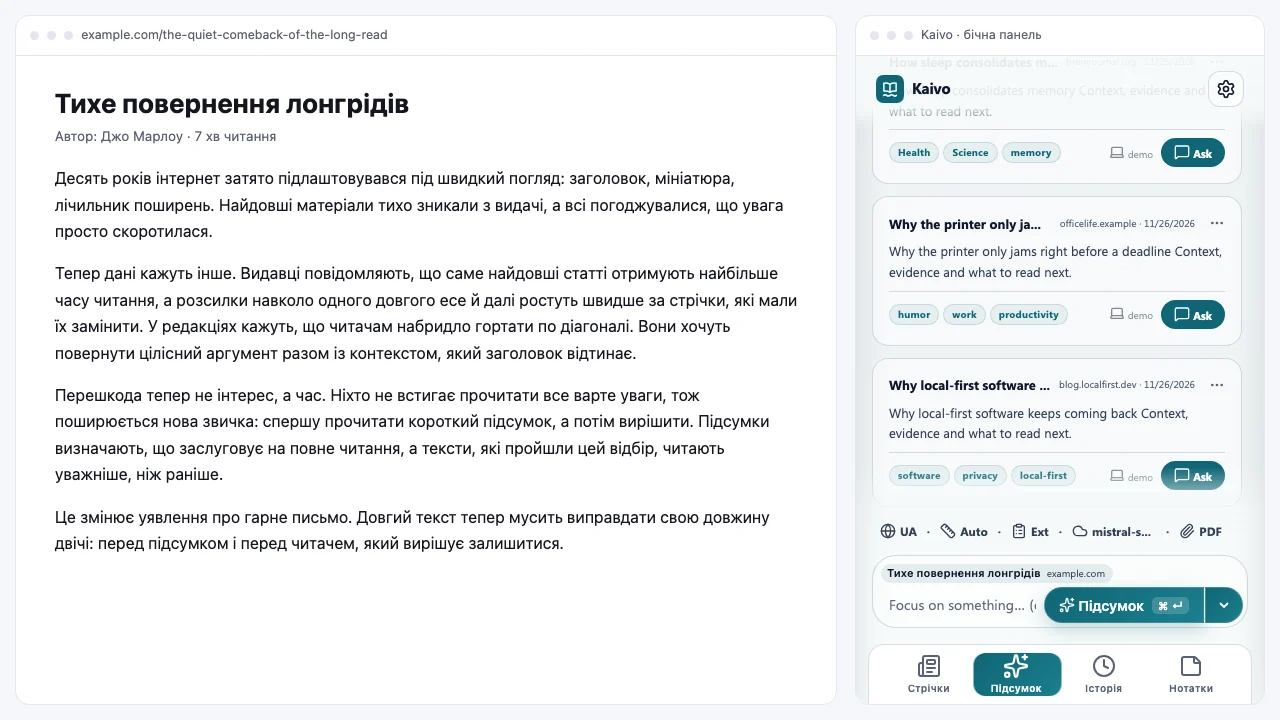 example.com/the-quiet-comeback-of-the-long-read
Тихе повернення лонгрідів
Автор: Джо Марлоу · 7 хв читання
Десять років інтернет затято підлаштовувався під швидкий погляд: заголовок, мініатюра,
лічильник поширень. Найдовші матеріали тихо зникали з видачі, а всі погоджувалися, що увага
просто скоротилася.
Тепер дані кажуть інше. Видавці повідомляють, що саме найдовші статті отримують найбільше
часу читання, а розсилки навколо одного довгого есе й далі ростуть швидше за стрічки, які мали
їх замінити. У редакціях кажуть, що читачам набридло гортати по діагоналі. Вони хочуть
повернути цілісний аргумент разом із контекстом, який заголовок відтинає.
Перешкода тепер не інтерес, а час. Ніхто не встигає прочитати все варте уваги, тож
поширюється нова звичка: спершу прочитати короткий підсумок, а потім вирішити. Підсумки
визначають, що заслуговує на повне читання, а тексти, які пройшли цей відбір, читають
уважніше, ніж раніше.
Це змінює уявлення про гарне письмо. Довгий текст тепер мусить виправдати свою довжину
двічі: перед підсумком і перед читачем, який вирішує залишитися.
Kaivo · бічна панель
How sleep consolidates m...
Kaivo
consolidates memory Context, evidence and
what to read next.
Health Science memory demo Ask
Why the printer only ja... officelife.example · 11/26/2026 ···
Why the printer only jams right before a deadline Context,
evidence and what to read next.
humor work productivity demo Ask
Why local-first software ... blog.localfirst.dev · 11/26/2026 ···
Why local-first software keeps coming back Context,
evidence and what to read next.
software privacy local-first demo Ask
UA · Auto · Ext · mistral-s... · PDF
Тихе повернення лонгрідів example.com
Focus on something... ( Підсумок ⌘ ↵
Стрічки Підсумок Історія Нотатки